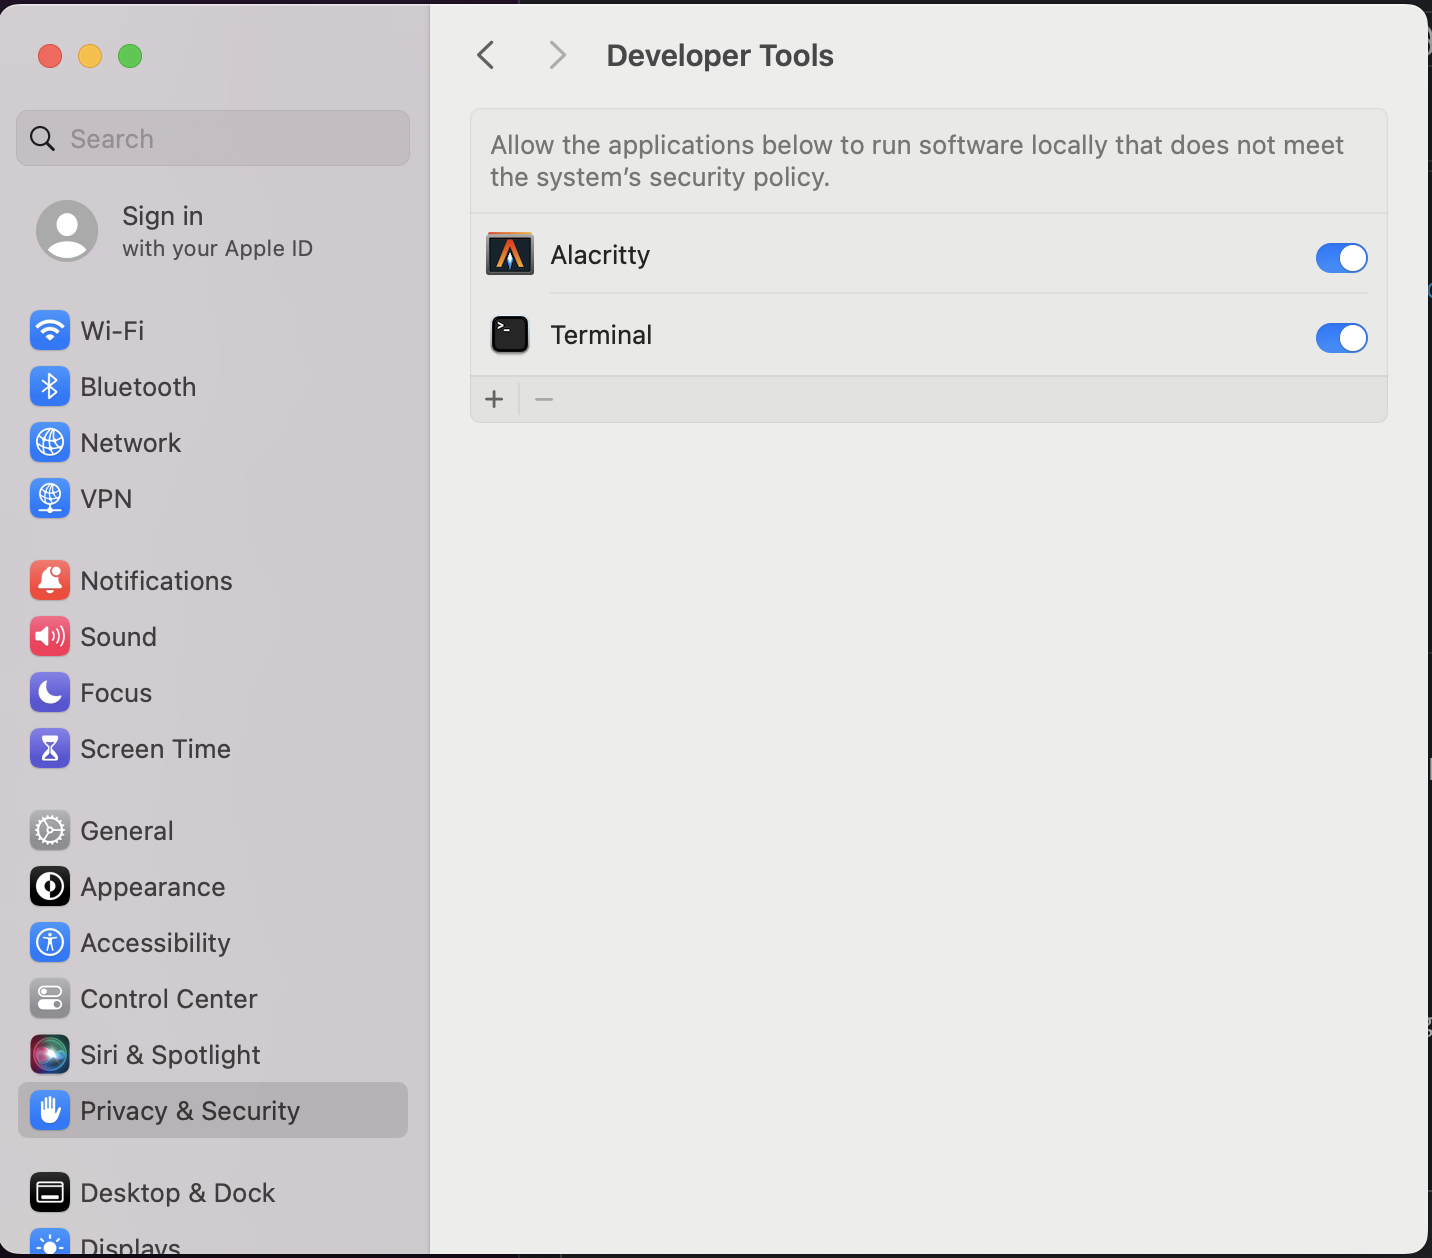 Developer Tools
Search
Sign in
with your Apple ID
Wi-Fi
Bluetooth
Network
VPN
Notifications
Sound
Focus
Screen Time
General
Appearance
Accessibility
Control Center
Siri & Spotlight
Privacy & Security
Desktop & Dock
Displays
Allow the applications below to run software locally that does not meet
the system’s security policy.
Alacritty
>_
Terminal